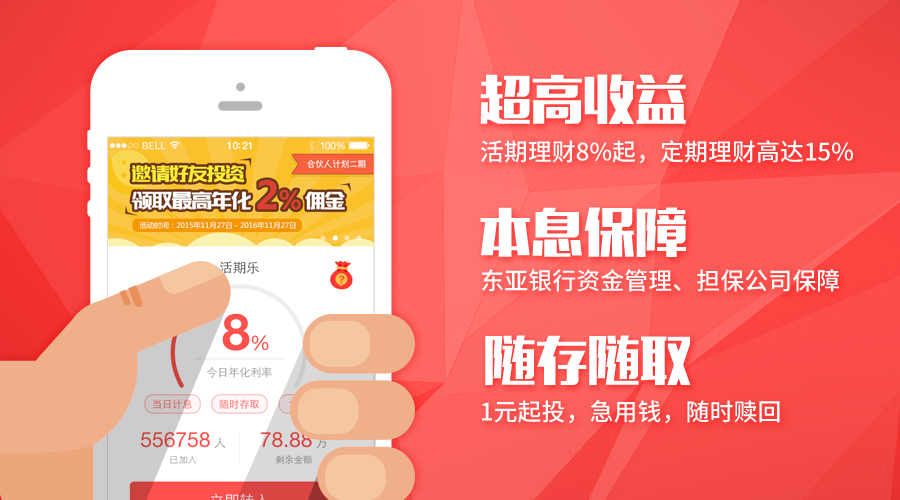 BELL 10:21 100%
合伙人计划二期
邀请好友投资
领取最高年化2%佣金
活动时间：2015年11月27日 - 2016年11月27日
活期乐
8%
今日年化利率
当日计息 随时存取
556758人 78.88万
已加入 剩余金额
立即转入
超高收益
活期理财8%起，定期理财高达15%
本息保障
东亚银行资金管理、担保公司保障
随存随取
1元起投，急用钱，随时赎回